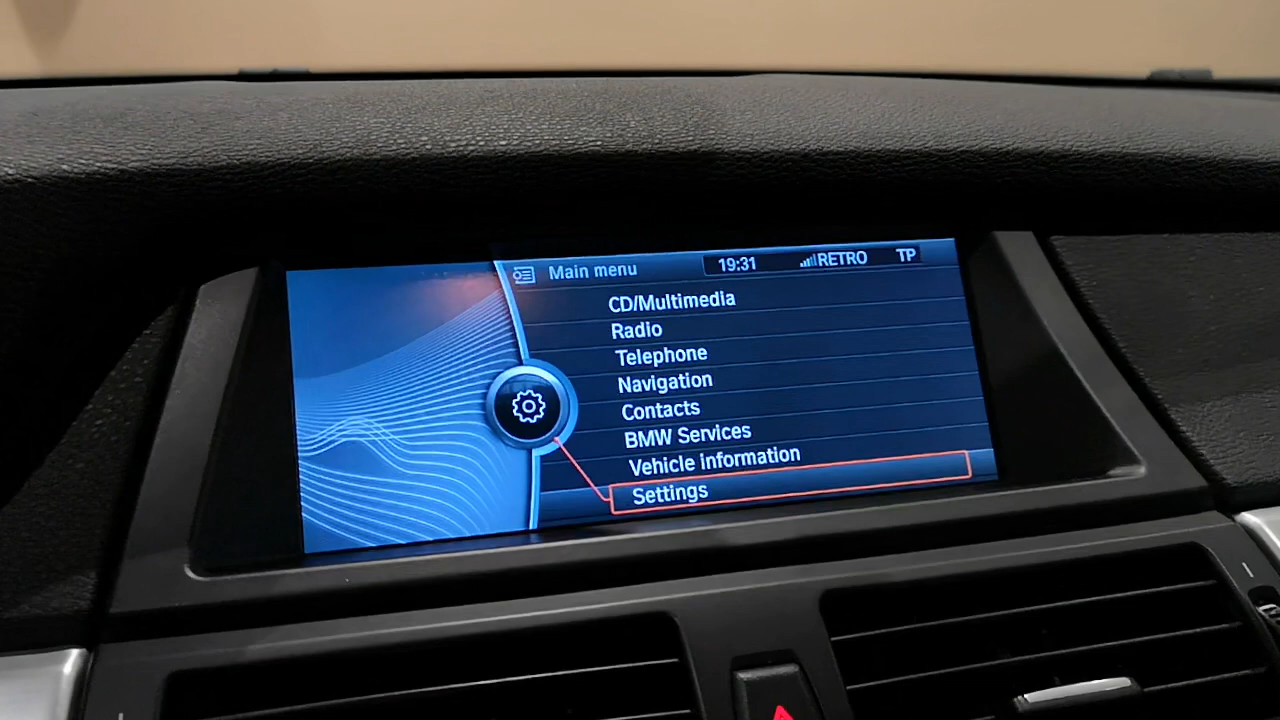 Main menu 19:31 RETRO TP
CD/Multimedia
Radio
Telephone
Navigation
Contacts
BMW Services
Vehicle information
Settings